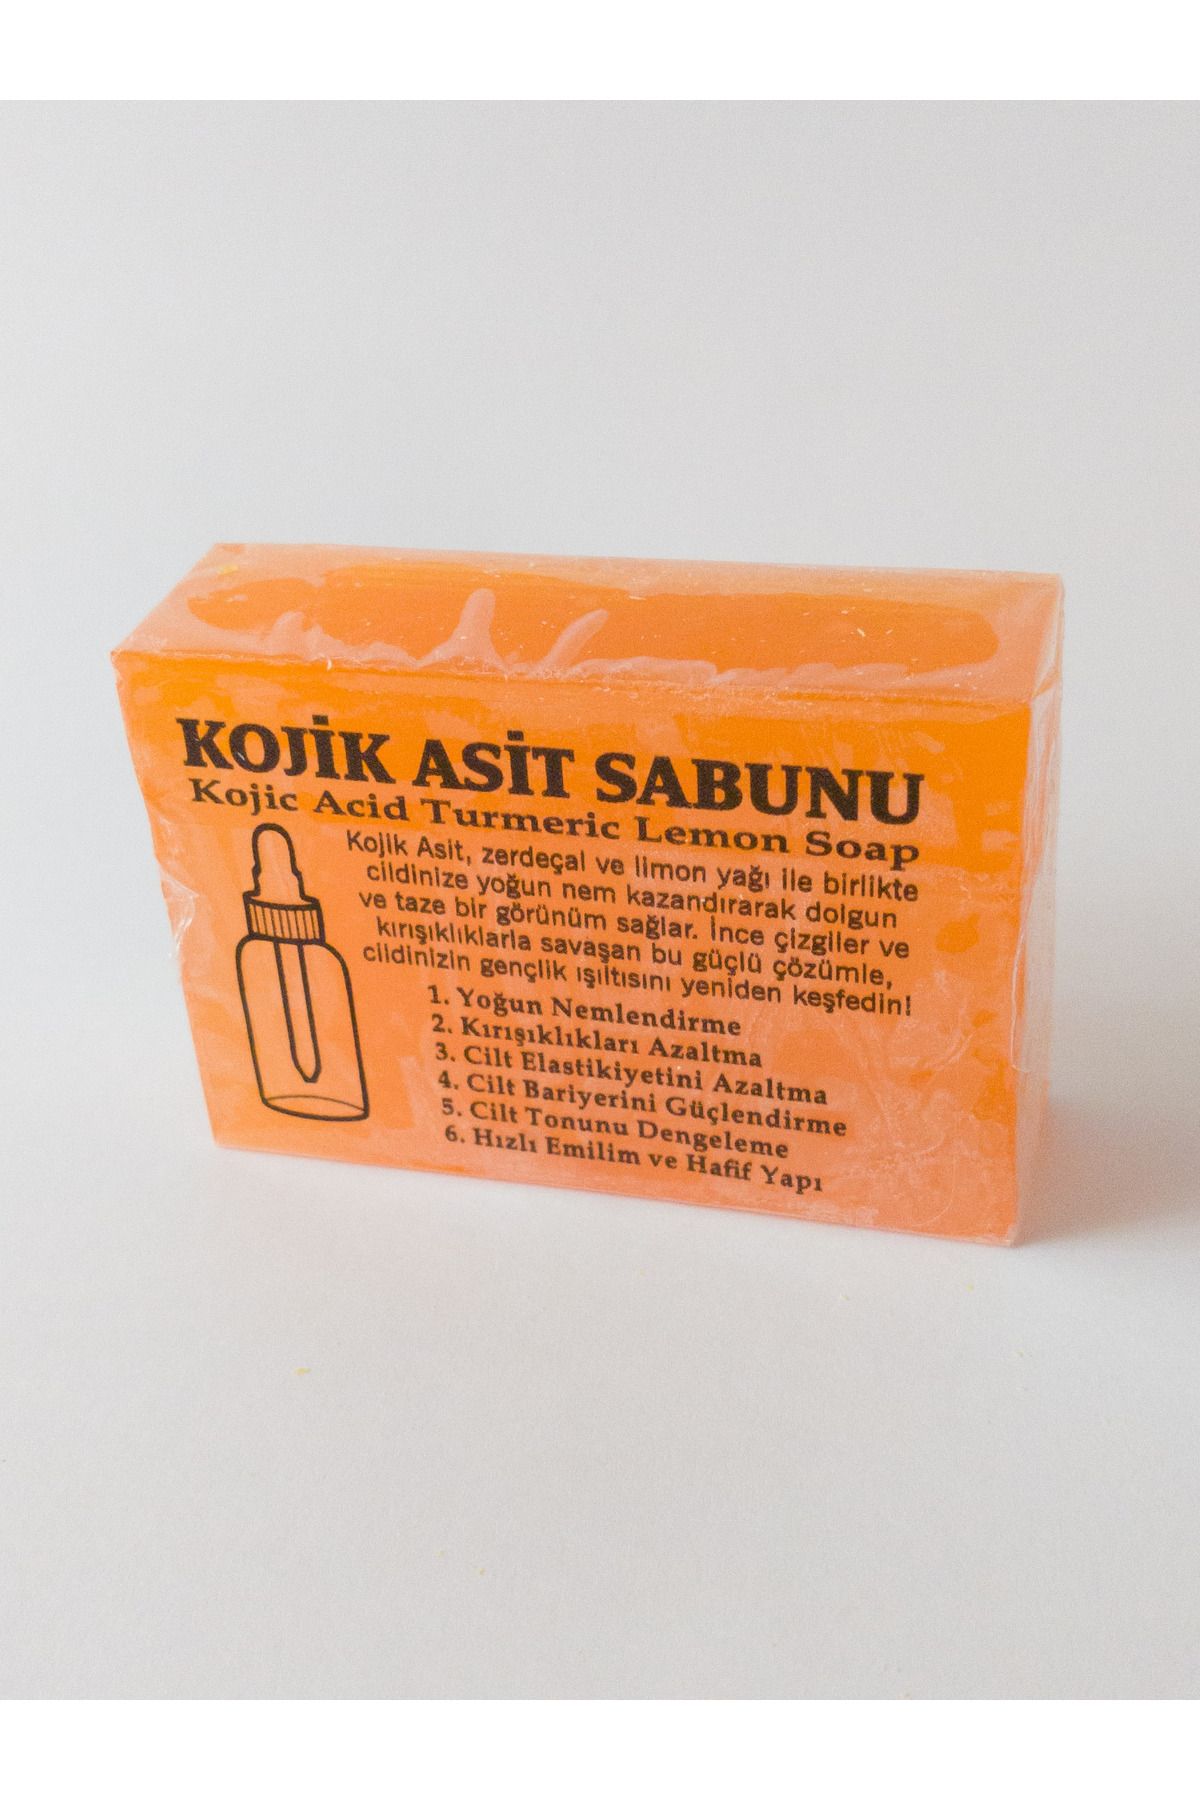 KOJİK ASİT SABUNU
Kojic Acid Turmeric Lemon Soap
Kojik Asit, zerdeçal ve limon yağı ile birlikte
cildinize yoğun nem kazandırarak dolgun
ve taze bir görünüm sağlar. İnce çizgiler ve
kırışıklıklarla savaşan bu güçlü çözümle,
cildinizin gençlik ışıltısını yeniden keşfedin!
1. Yoğun Nemlendirme
2. Kırışıklıkları Azaltma
3. Cilt Elastikiyetini Azaltma
4. Cilt Bariyerini Güçlendirme
5. Cilt Tonunu Dengeleme
6. Hızlı Emilim ve Hafif Yapı